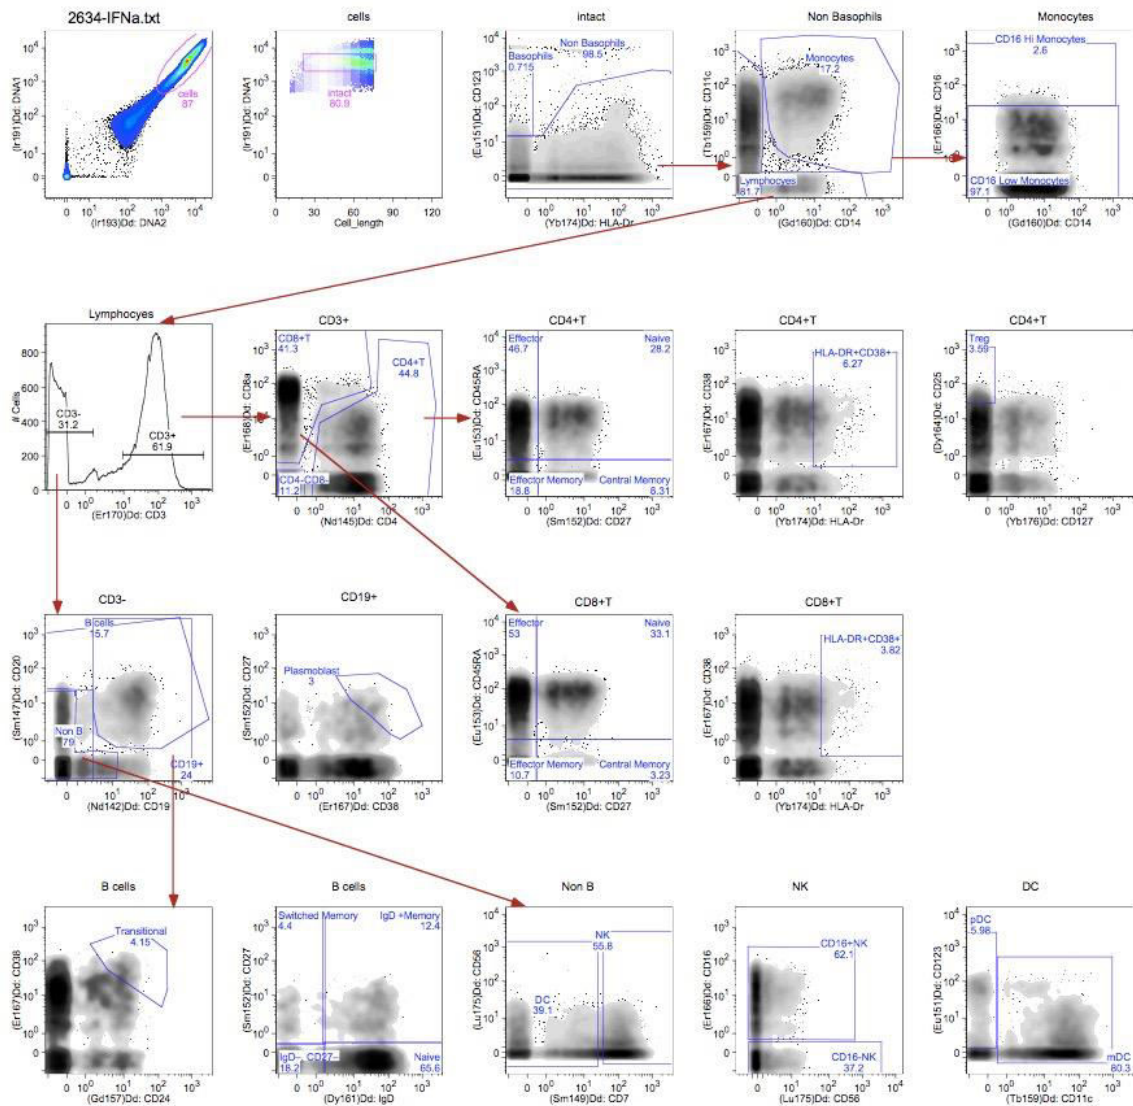 2634-IFNa.txt
cells
intact
Non Basophils
Monocytes
(Ir191)Dd: DNA1
cells
87
(Ir193)Dd: DNA2
(Ir191)Dd: DNA1
intact
80.9
Cell_length
(Eu151)Dd: CD123
Basophils
0.715
Non Basophils
98.5
(Yb174)Dd: HLA-Dr
(Tb159)Dd: CD11c
Monocytes
17.2
Lymphocyes
81.7
(Gd160)Dd: CD14
(Er166)Dd: CD16
CD16 Hi Monocytes
2.6
CD16 Low Monocytes
97.1
(Gd160)Dd: CD14
Lymphocyes
CD3+
CD4+T
CD4+T
CD4+T
# Cells
CD3-
31.2
CD3+
61.9
(Er170)Dd: CD3
(Er168)Dd: CD8a
CD8+T
41.3
CD4+T
44.8
CD4-CD8-
11.2
(Nd145)Dd: CD4
(Eu153)Dd: CD45RA
Effector
46.7
Naive
28.2
Effector Memory
18.8
Central Memory
6.31
(Sm152)Dd: CD27
(Er167)Dd: CD38
HLA-DR+CD38+
6.27
(Yb174)Dd: HLA-Dr
(Dy164)Dd: CD25
Treg
3.59
(Yb176)Dd: CD127
CD3-
CD19+
CD8+T
CD8+T
(Sm147)Dd: CD20
B cells
15.7
Non B
79
CD19+
24
(Nd142)Dd: CD19
(Sm152)Dd: CD27
Plasmoblast
3
(Er167)Dd: CD38
(Eu153)Dd: CD45RA
Effector
53
Naive
33.1
Effector Memory
10.7
Central Memory
3.23
(Sm152)Dd: CD27
(Er167)Dd: CD38
HLA-DR+CD38+
3.82
(Yb174)Dd: HLA-Dr
B cells
B cells
Non B
NK
DC
(Er167)Dd: CD38
Transitional
4.15
(Gd157)Dd: CD24
(Sm152)Dd: CD27
Switched Memory
4.4
IgD +Memory
12.4
IgD-- CD27--
18.2
Naive
65.6
(Dy161)Dd: IgD
(Lu175)Dd: CD56
NK
55.8
DC
39.1
(Sm149)Dd: CD7
(Er166)Dd: CD16
CD16+NK
62.1
CD16-NK
37.2
(Lu175)Dd: CD56
(Eu151)Dd: CD123
pDC
5.98
mDC
80.3
(Tb159)Dd: CD11c